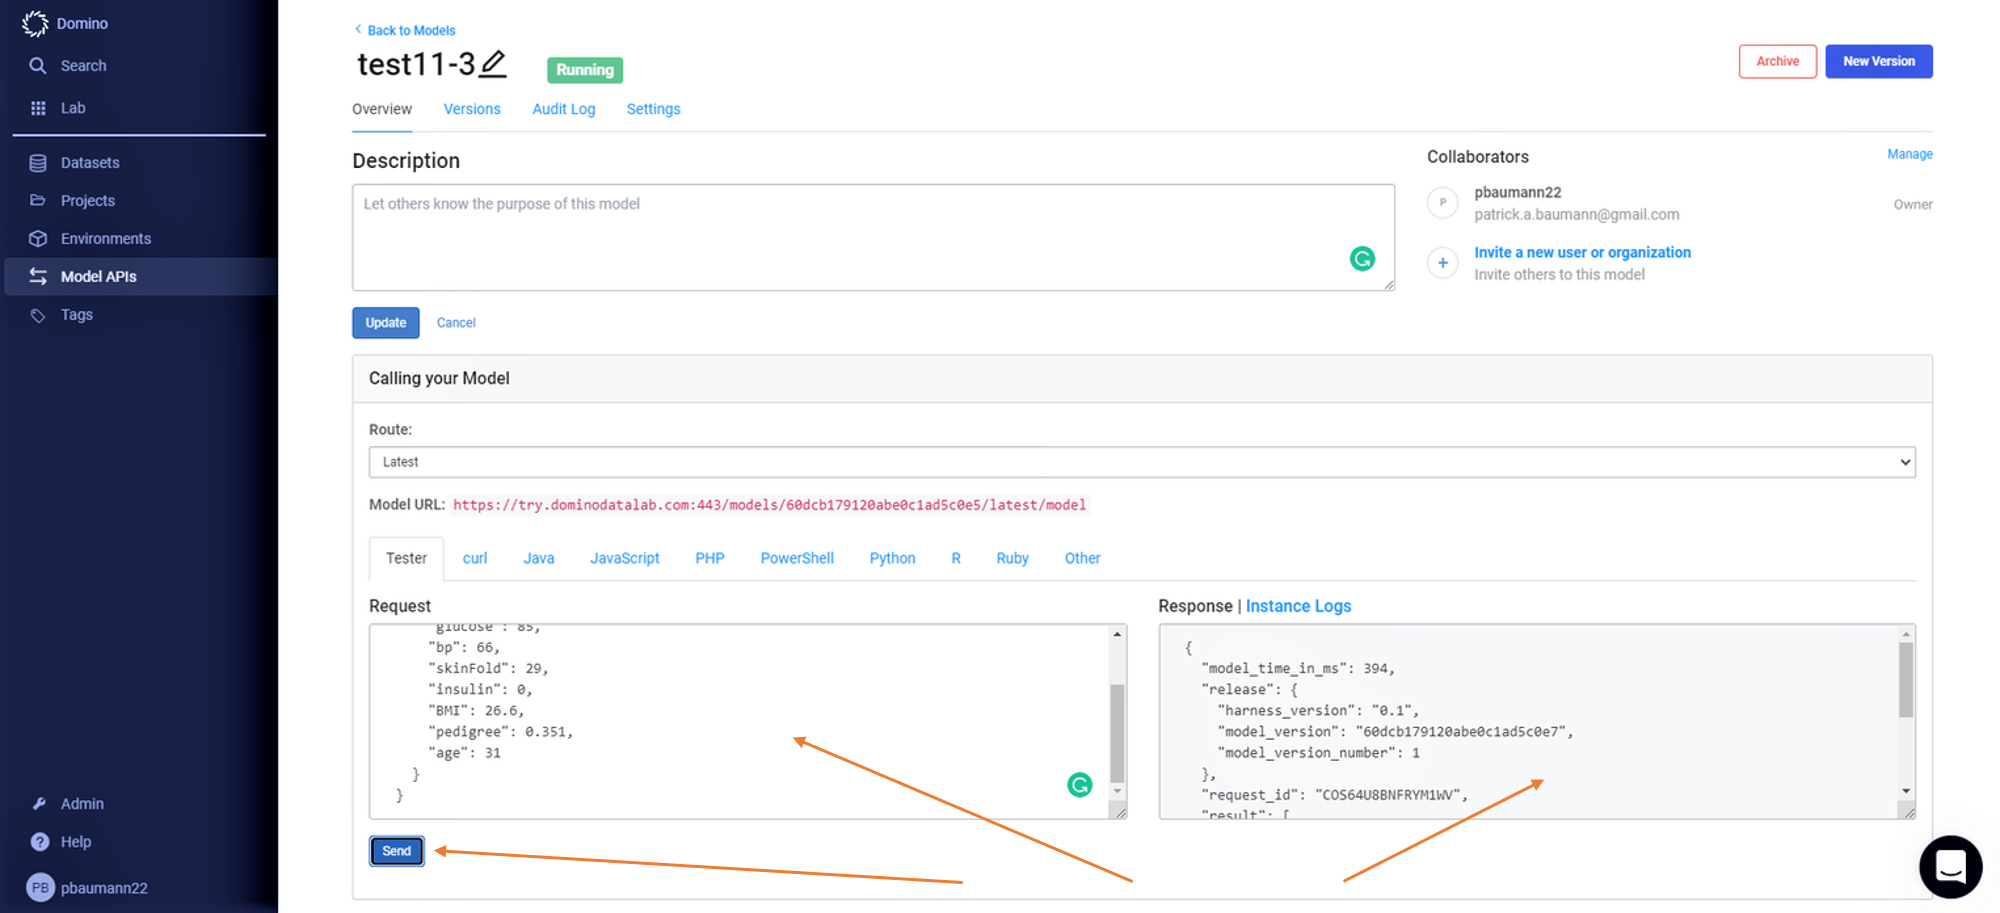 Domino
Search
Lab
Datasets
Projects
Environments
Model APIs
Tags
Admin
Help
PB pbaumann22
Back to Models
test11-3
Running
Archive
New Version
Overview Versions Audit Log Settings
Description
Let others know the purpose of this model
Update Cancel
Collaborators
Manage
P
pbaumann22
patrick.a.baumann@gmail.com
Owner
+
Invite a new user or organization
Invite others to this model
Calling your Model
Route:
Latest
Model URL: https://try.dominodatalab.com:443/models/60dcb179120abe0c1ad5c0e5/latest/model
Tester curl Java JavaScript PHP PowerShell Python R Ruby Other
Request
"glucose": 85,
"bp": 66,
"skinFold": 29,
"insulin": 0,
"BMI": 26.6,
"pedigree": 0.351,
"age": 31
}
}
Send
Response | Instance Logs
{
"model_time_in_ms": 394,
"release": {
"harness_version": "0.1",
"model_version": "60dcb179120abe0c1ad5c0e7",
"model_version_number": 1
},
"request_id": "COS64U8BNFRYM1WV",
"result": [